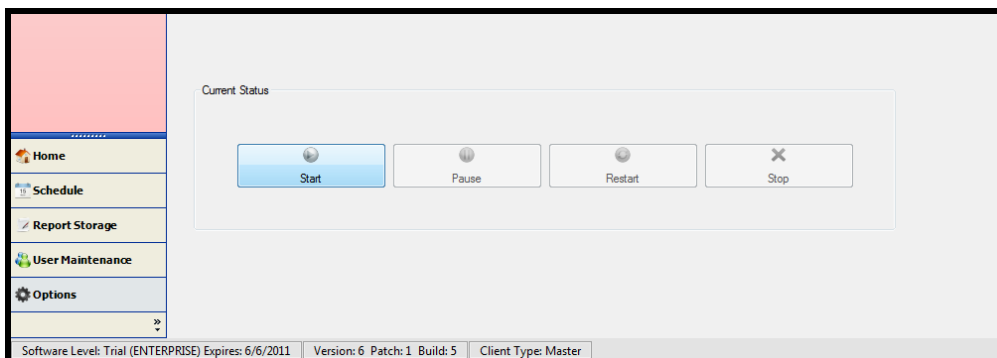 Current Status
Start Pause Restart Stop
Home
Schedule
19
Report Storage
User Maintenance
Options
Software Level: Trial (ENTERPRISE) Expires: 6/6/2011 Version: 6 Patch: 1 Build: 5 Client Type: Master